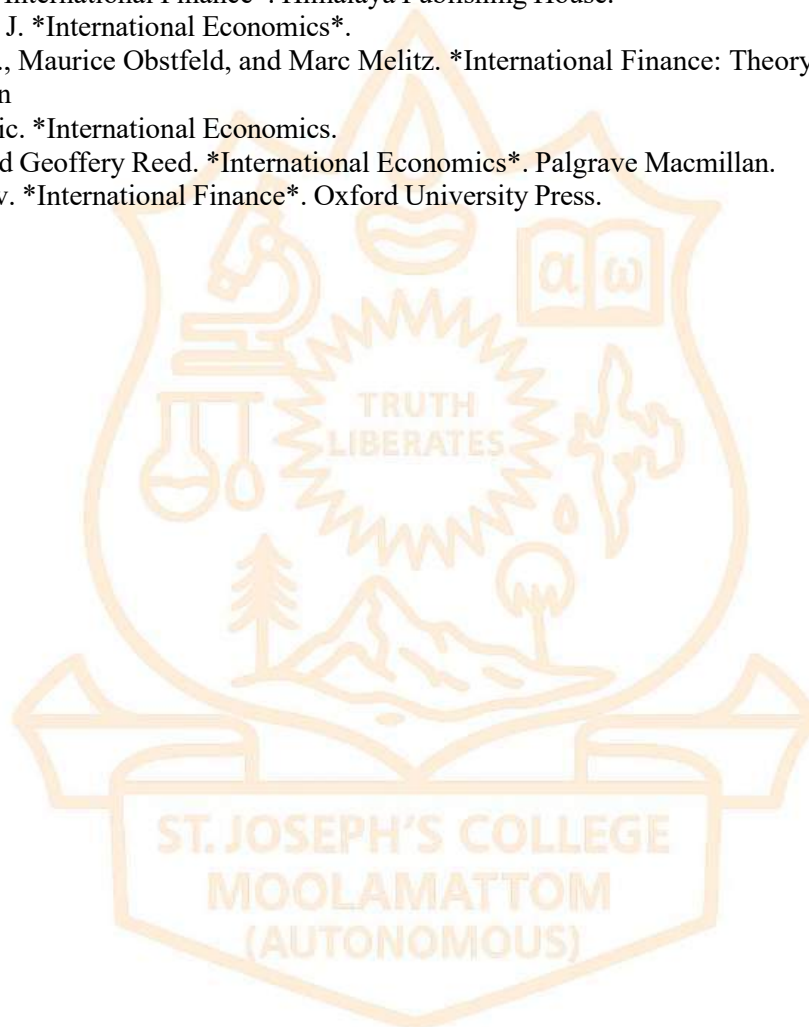 International Finance*. Himalaya Publishing House.
J. *International Economics*.
., Maurice Obstfeld, and Marc Melitz. *International Finance: Theory
n
ic. *International Economics.
d Geoffery Reed. *International Economics*. Palgrave Macmillan.
v. *International Finance*. Oxford University Press.
α ω
TRUTH
LIBERATES
ST. JOSEPH'S COLLEGE
MOOLAMATTOM
(AUTONOMOUS)